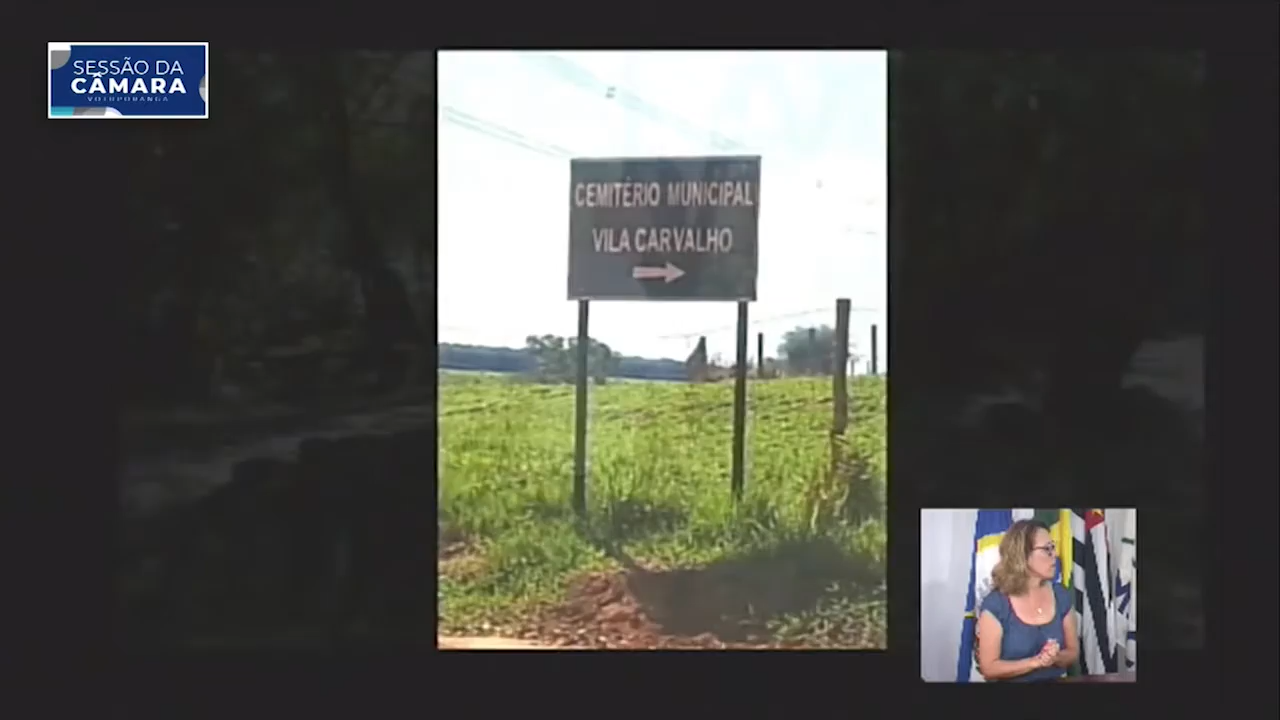 SESSÃO DA
CÂMARA
VOTUPORANGA
CEMITÉRIO MUNICIPAL
VILA CARVALHO